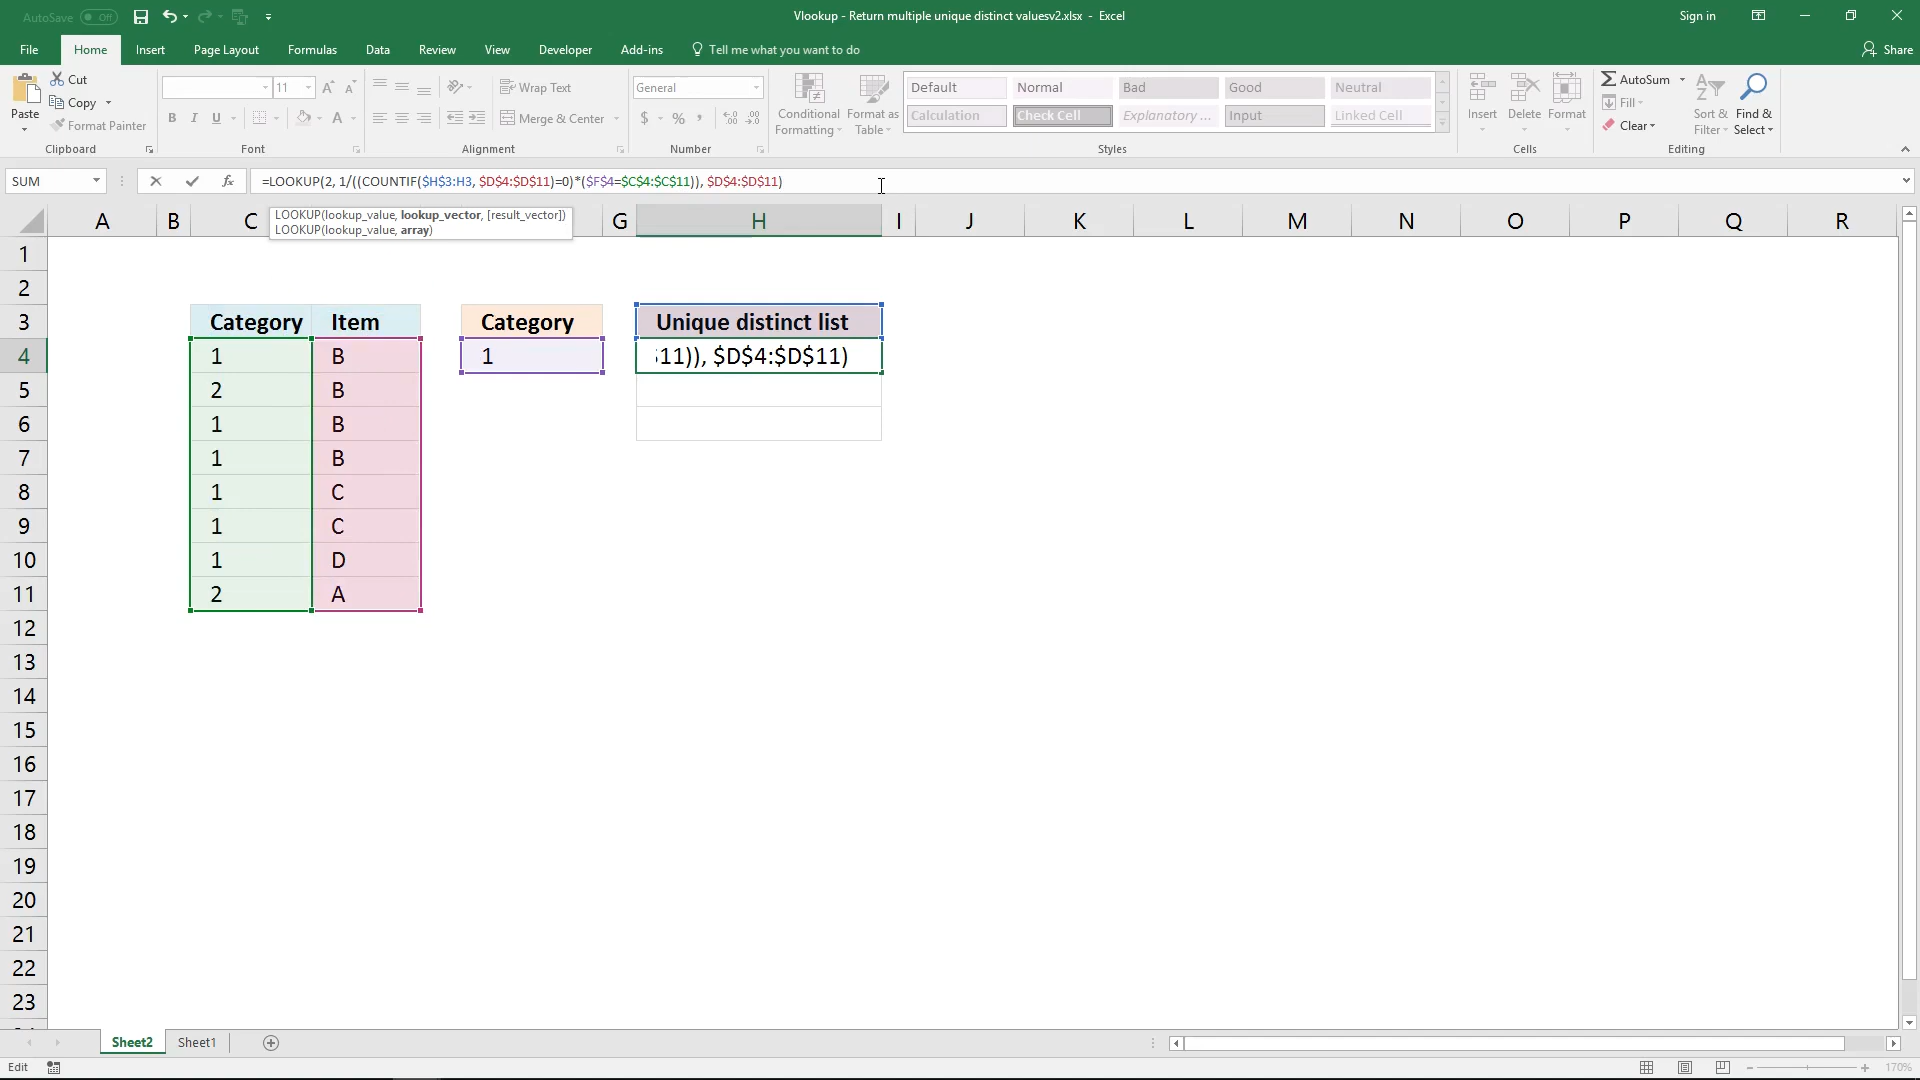 AutoSave Off Vlookup - Return multiple unique distinct valuesv2.xlsx - Excel Sign in
File Home Insert Page Layout Formulas Data Review View Developer Add-ins Tell me what you want to do Share
Paste Cut Copy Format Painter
Clipboard
11
B I U A
Font
Wrap Text
Merge & Center
Alignment
General
$ % ,
Number
Conditional Formatting Format as Table
Default Normal Bad Good Neutral
Calculation Check Cell Explanatory ... Input Linked Cell
Styles
Insert Delete Format
Cells
AutoSum
Fill
Clear
Sort & Filter Find & Select
Editing
SUM fx =LOOKUP(2, 1/((COUNTIF($H$3:H3, $D$4:$D$11)=0)*($F$4=$C$4:$C$11)), $D$4:$D$11)
LOOKUP(lookup_value, lookup_vector, [result_vector])
LOOKUP(lookup_value, array)
A B C G H I J K L M N O P Q R
1
2
3 Category Item Category Unique distinct list
4 1 B 1 $11)), $D$4:$D$11)
5 2 B
6 1 B
7 1 B
8 1 C
9 1 C
10 1 D
11 2 A
12
13
14
15
16
17
18
19
20
21
22
23
Sheet2 Sheet1
Edit 170%